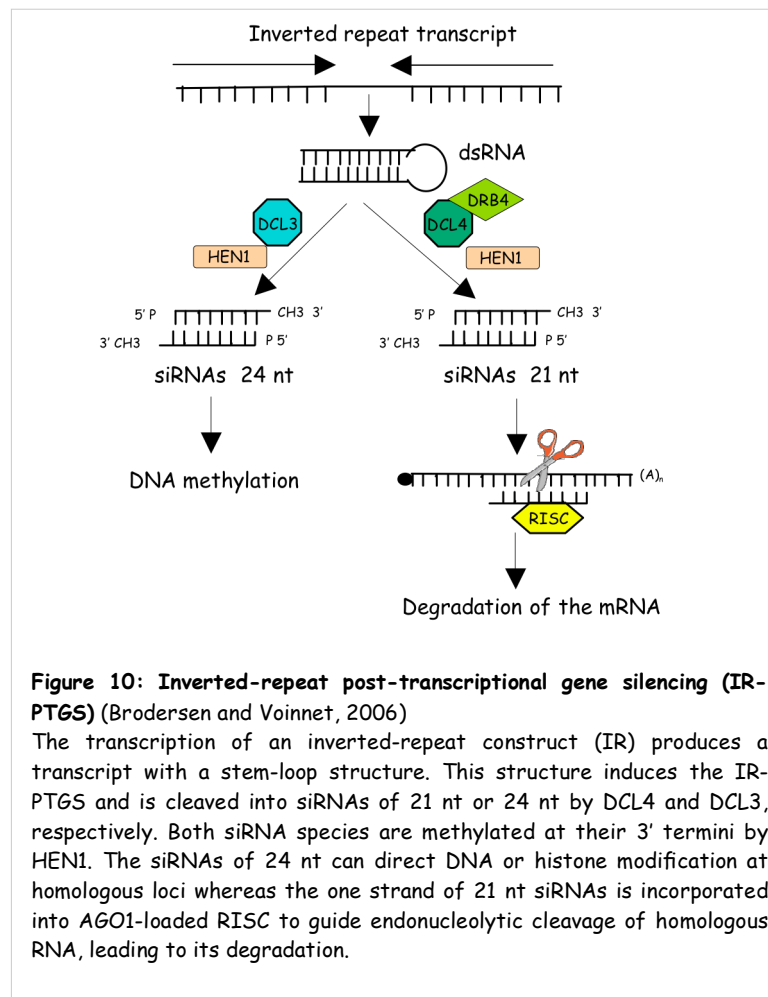 Inverted repeat transcript
dsRNA
DRB4
DCL3
DCL4
HEN1
HEN1
5' P
CH3 3'
3' CH3
P 5'
5' P
CH3 3'
3' CH3
P 5'
siRNAs 24 nt
siRNAs 21 nt
DNA methylation
(A)n
RISC
Degradation of the mRNA
Figure 10: Inverted-repeat post-transcriptional gene silencing (IR-
PTGS) (Brodersen and Voinnet, 2006)
The transcription of an inverted-repeat construct (IR) produces a
transcript with a stem-loop structure. This structure induces the IR-
PTGS and is cleaved into siRNAs of 21 nt or 24 nt by DCL4 and DCL3,
respectively. Both siRNA species are methylated at their 3' termini by
HEN1. The siRNAs of 24 nt can direct DNA or histone modification at
homologous loci whereas the one strand of 21 nt siRNAs is incorporated
into AGO1-loaded RISC to guide endonucleolytic cleavage of homologous
RNA, leading to its degradation.